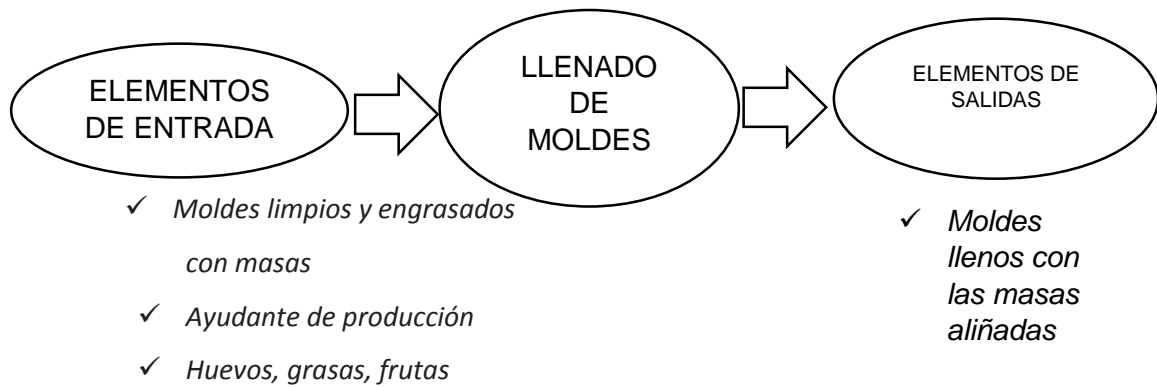 ELEMENTOS
DE ENTRADA
LLENADO
DE
MOLDES
ELEMENTOS DE
SALIDAS
✓ Moldes limpios y engrasados
con masas
✓ Ayudante de producción
✓ Huevos, grasas, frutas
✓ Moldes
llenos con
las masas
aliñadas